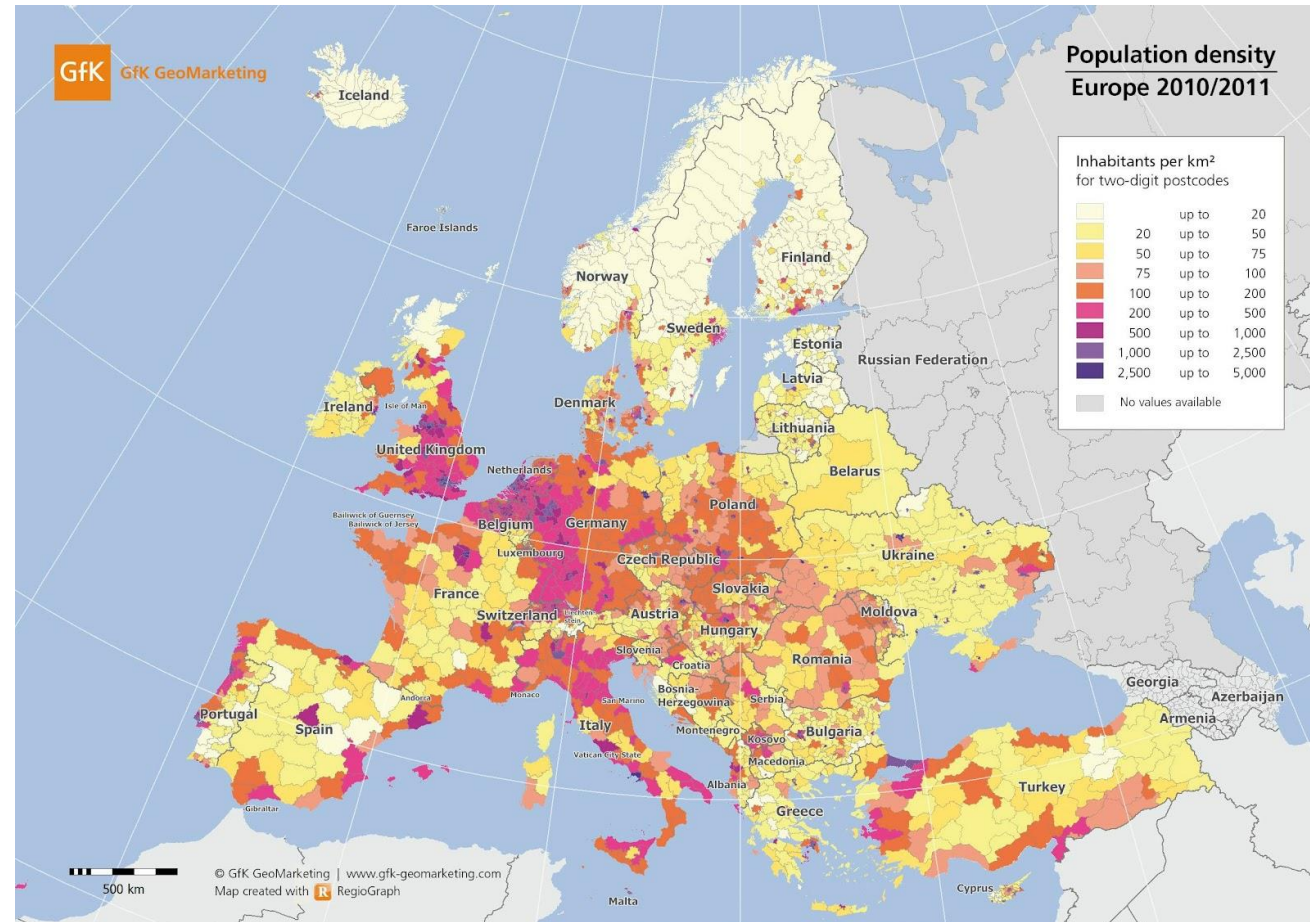 GfK GfK GeoMarketing
Population density
Europe 2010/2011
Inhabitants per km²
for two-digit postcodes
up to 20
20 up to 50
50 up to 75
75 up to 100
100 up to 200
200 up to 500
500 up to 1,000
1,000 up to 2,500
2,500 up to 5,000
No values available
Iceland
Faroe Islands
Norway
Finland
Sweden
Estonia
Russian Federation
Latvia
Denmark
Lithuania
Ireland
Isle of Man
United Kingdom
Netherlands
Belarus
Bailiwick of Guernsey
Bailiwick of Jersey
Belgium
Germany
Poland
Luxembourg
Czech Republic
Ukraine
France
Slovakia
Switzerland
Liechten-
stein
Austria
Moldova
Hungary
Slovenia
Romania
Croatia
Andorra
Monaco
San Marino
Bosnia-
Herzegowina
Serbia
Georgia
Azerbaijan
Armenia
Portugal
Spain
Italy
Montenegro
Kosovo
Bulgaria
Vatican City State
Macedonia
Albania
Turkey
Gibraltar
Greece
Cyprus
Malta
500 km
© GfK GeoMarketing | www.gfk-geomarketing.com
Map created with R RegioGraph